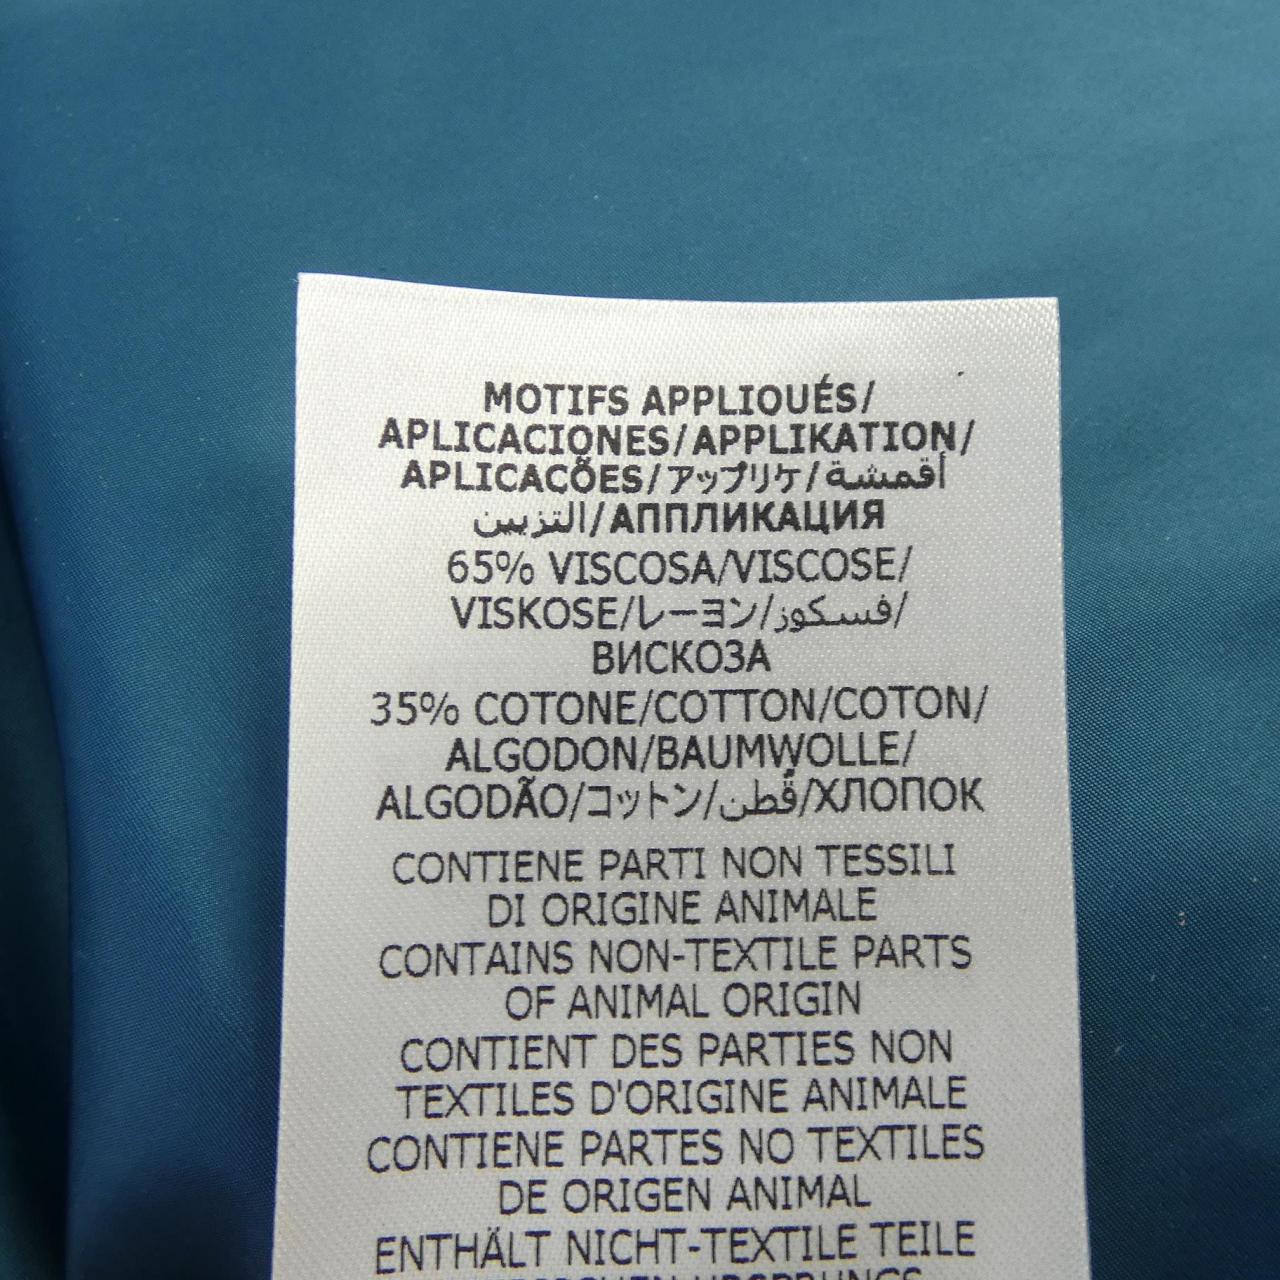 MOTIFS APPLIQUÉS/
APLICACIONES/APPLIKATION/
APLICACÕES/アップリケ/أقمشة
التزيين/АППЛИКАЦИЯ
65% VISCOSA/VISCOSE/
VISKOSE/レーヨン/فسكوز/
ВИСКОЗА
35% COTONE/COTTON/COTON/
ALGODON/BAUMWOLLE/
ALGODÃO/コットン/قُطن/ХЛОПОК
CONTIENE PARTI NON TESSILI
DI ORIGINE ANIMALE
CONTAINS NON-TEXTILE PARTS
OF ANIMAL ORIGIN
CONTIENT DES PARTIES NON
TEXTILES D'ORIGINE ANIMALE
CONTIENE PARTES NO TEXTILES
DE ORIGEN ANIMAL
ENTHÄLT NICHT-TEXTILE TEILE